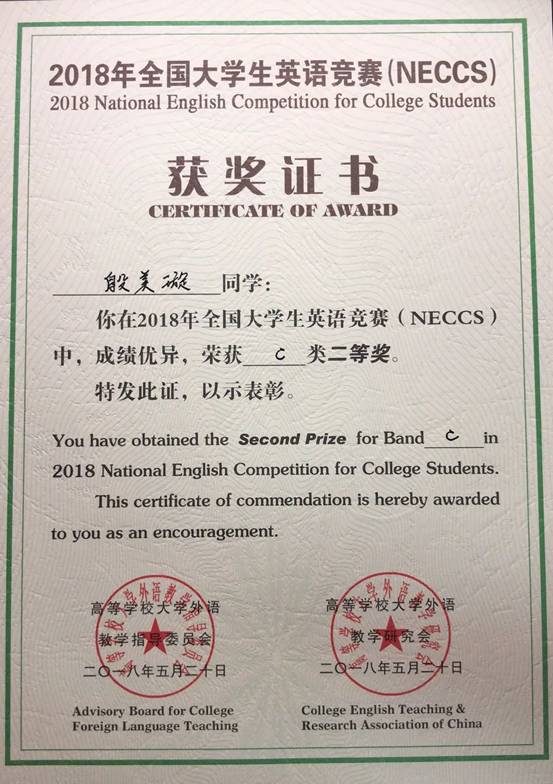 2018年全国大学生英语竞赛(NECCS)
2018 National English Competition for College Students
获奖证书
CERTIFICATE OF AWARD
殷美璇同学:
你在2018年全国大学生英语竞赛(NECCS)
中,成绩优异,荣获 C 类二等奖。
特发此证,以示表彰。
You have obtained the Second Prize for Band C in
2018 National English Competition for College Students.
This certificate of commendation is hereby awarded
to you as an encouragement.
高等学校大学外语
教学指导委员会
二〇一八年五月二十日
Advisory Board for College
Foreign Language Teaching
高等学校大学外语
教学研究会
二〇一八年五月二十日
College English Teaching &
Research Association of China